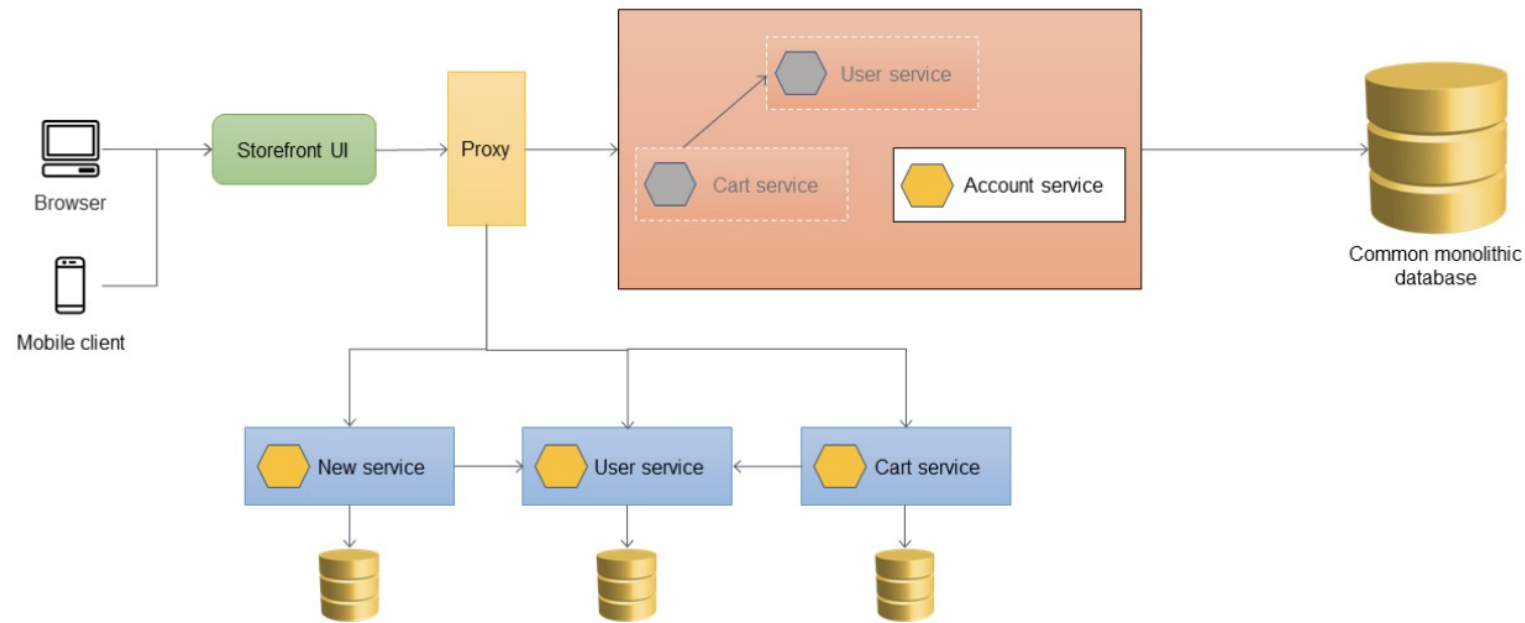 User service
Storefront UI
Proxy
Cart service
Account service
Browser
Common monolithic
database
Mobile client
New service
User service
Cart service